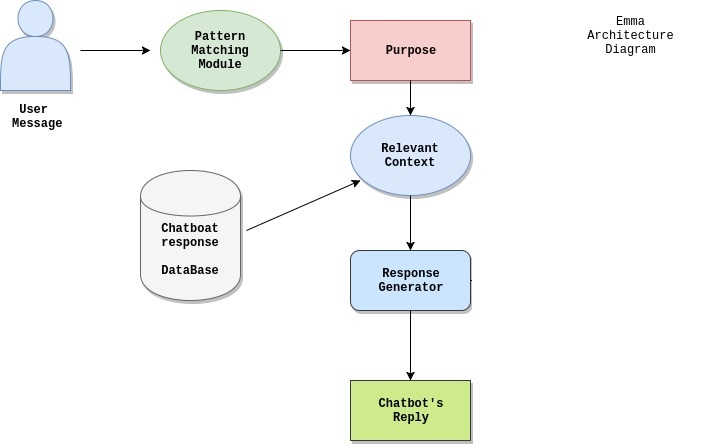 Emma
Architecture
Diagram
Pattern
Matching
Module
Purpose
User
Message
Relevant
Context
Chatboat
response
DataBase
Response
Generator
Chatbot's
Reply